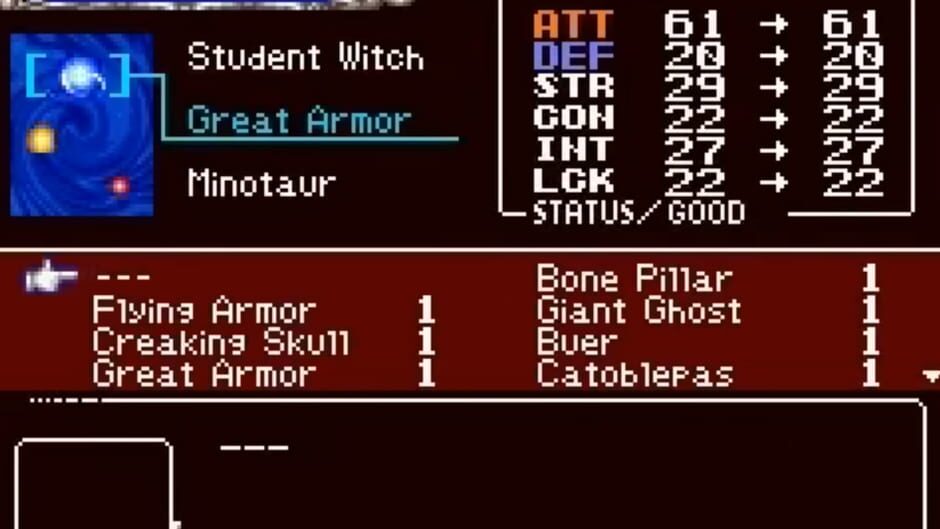 Student Witch
Great Armor
Minotaur
ATT 61 → 61
DEF 20 → 20
STR 29 → 29
CON 22 → 22
INT 27 → 27
LCK 22 → 22
STATUS/GOOD
---
Bone Pillar 1
Flying Armor 1
Giant Ghost 1
Creaking Skull 1
Buer 1
Great Armor 1
Catoblepas 1
---